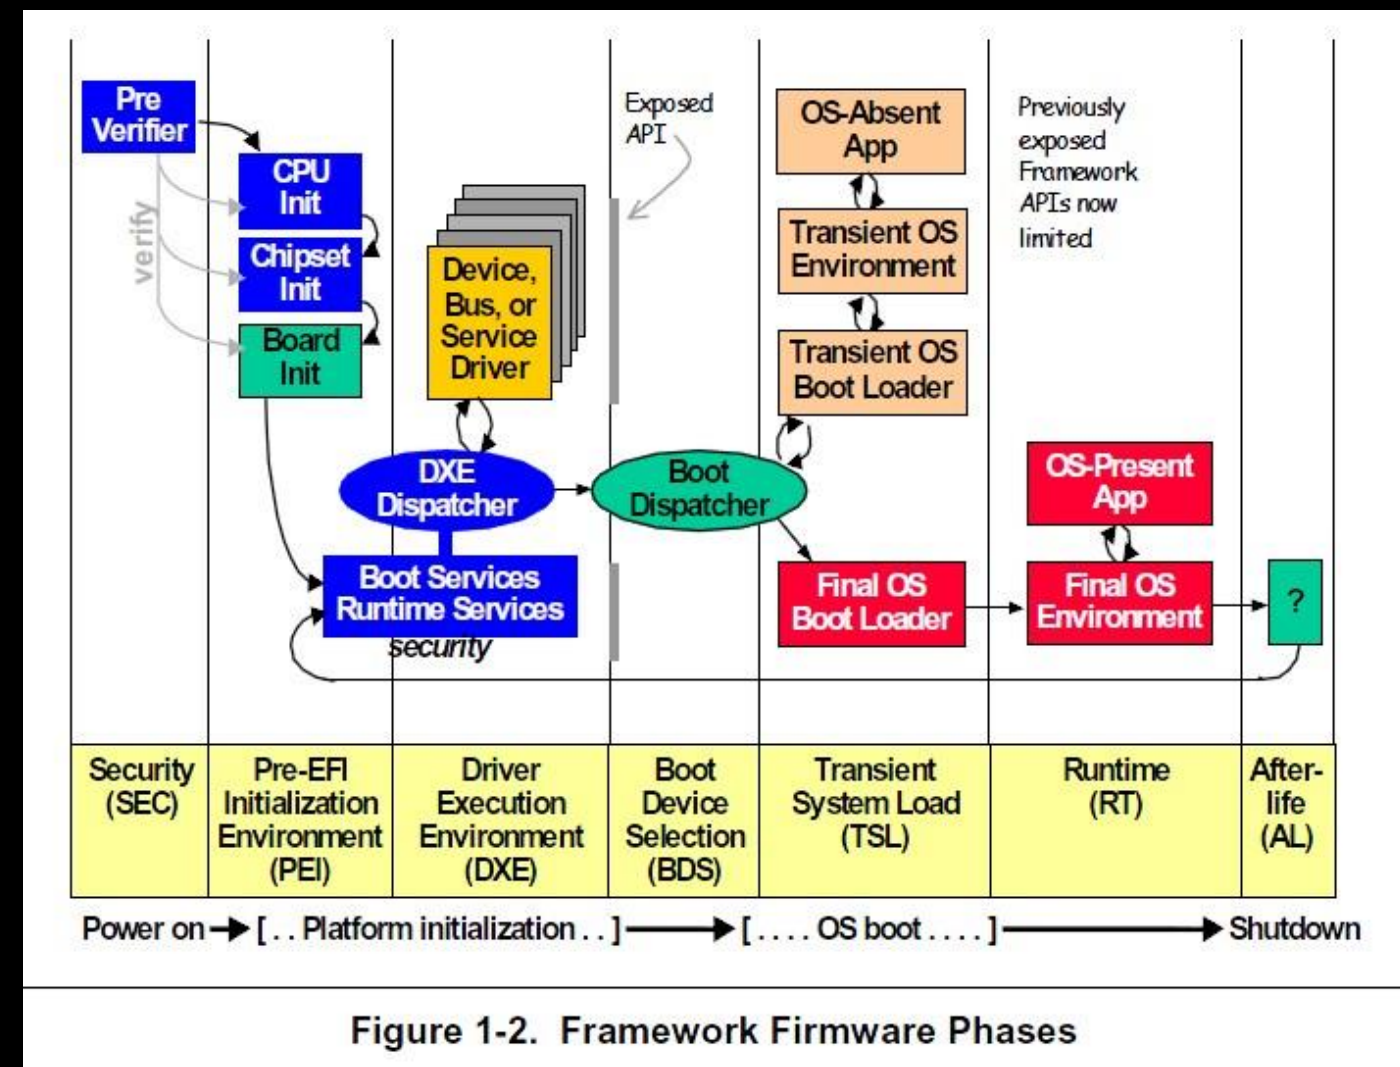 Pre
Verifier
verify
CPU
Init
Chipset
Init
Board
Init
Device,
Bus, or
Service
Driver
DXE
Dispatcher
Boot Services
Runtime Services
security
Exposed
API
Boot
Dispatcher
OS-Absent
App
Transient OS
Environment
Transient OS
Boot Loader
Final OS
Boot Loader
Previously
exposed
Framework
APIs now
limited
OS-Present
App
Final OS
Environment
?
Security
(SEC)
Pre-EFI
Initialization
Environment
(PEI)
Driver
Execution
Environment
(DXE)
Boot
Device
Selection
(BDS)
Transient
System Load
(TSL)
Runtime
(RT)
After-
life
(AL)
Power on [ . . Platform initialization . . ] [ . . . . OS boot . . . . ] Shutdown
Figure 1-2. Framework Firmware Phases